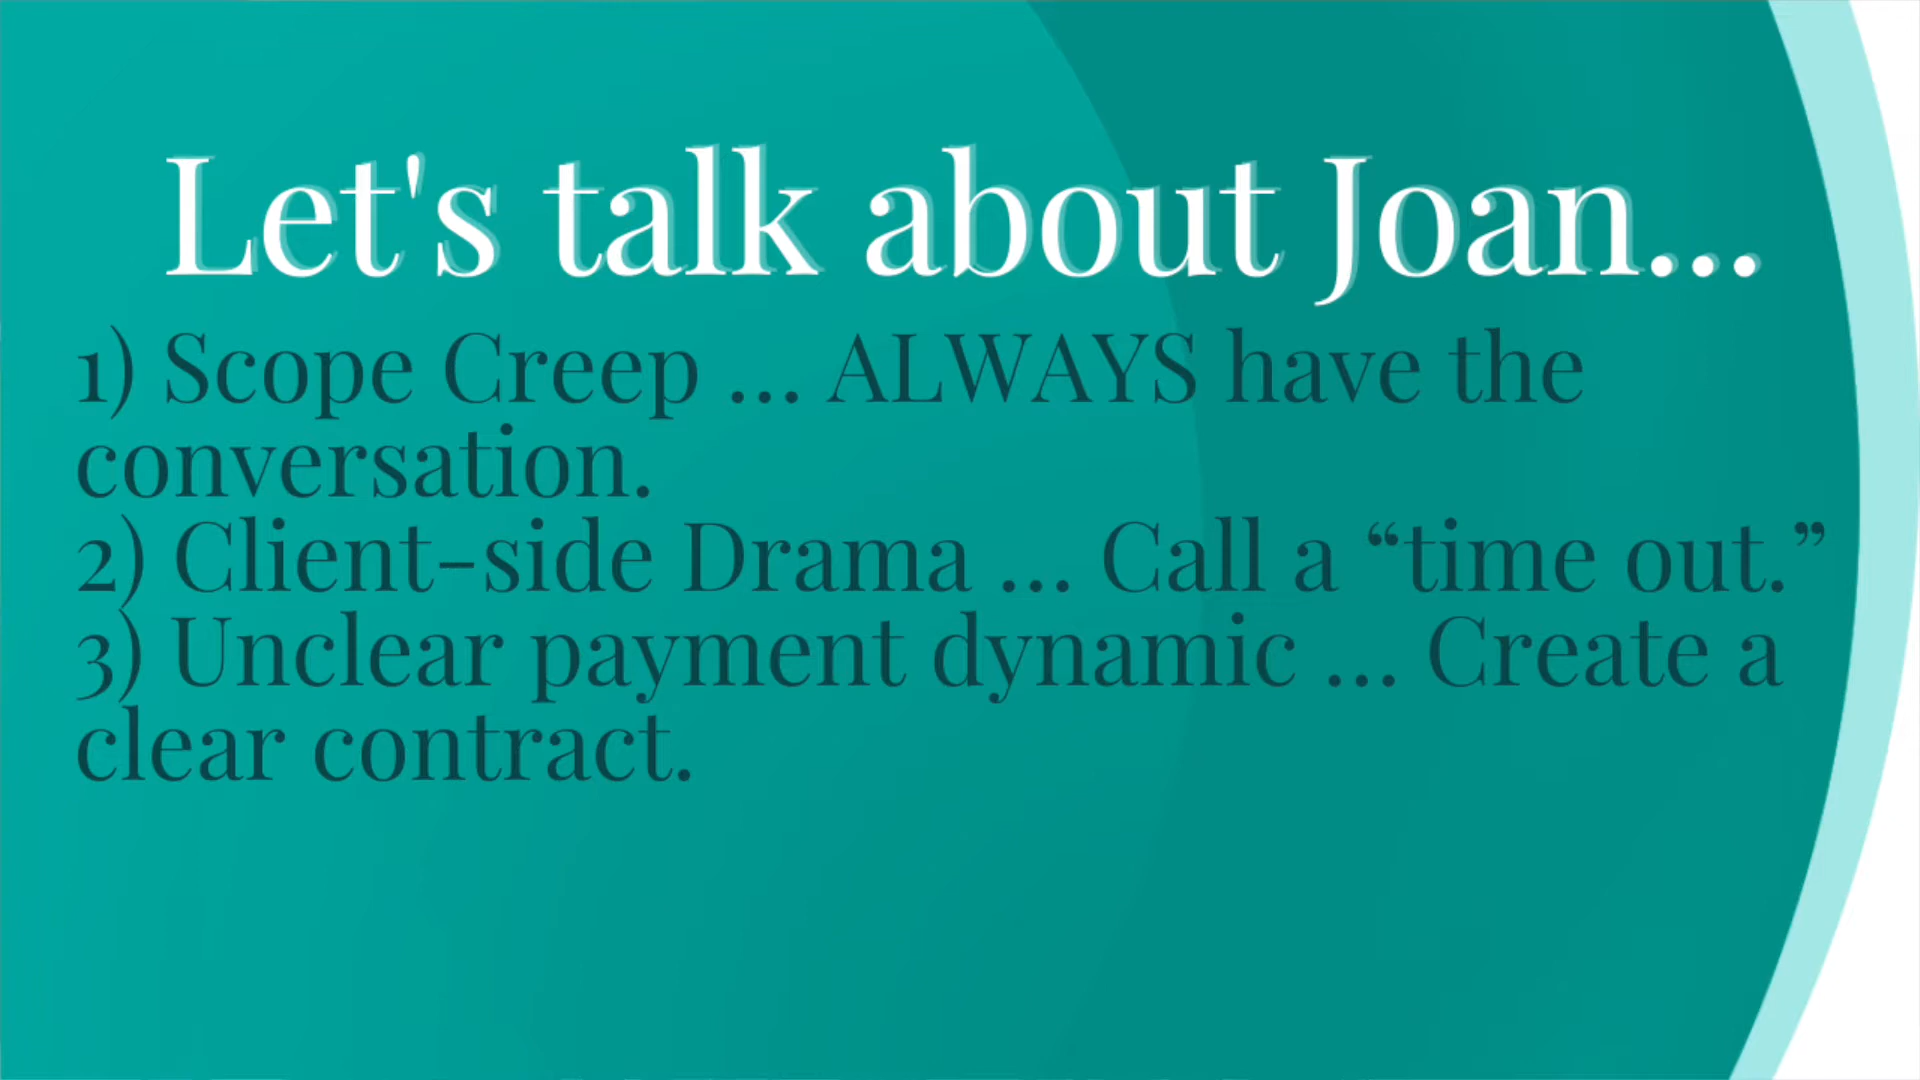 Let's talk about Joan...
1) Scope Creep ... ALWAYS have the
conversation.
2) Client-side Drama ... Call a “time out.”
3) Unclear payment dynamic ... Create a
clear contract.